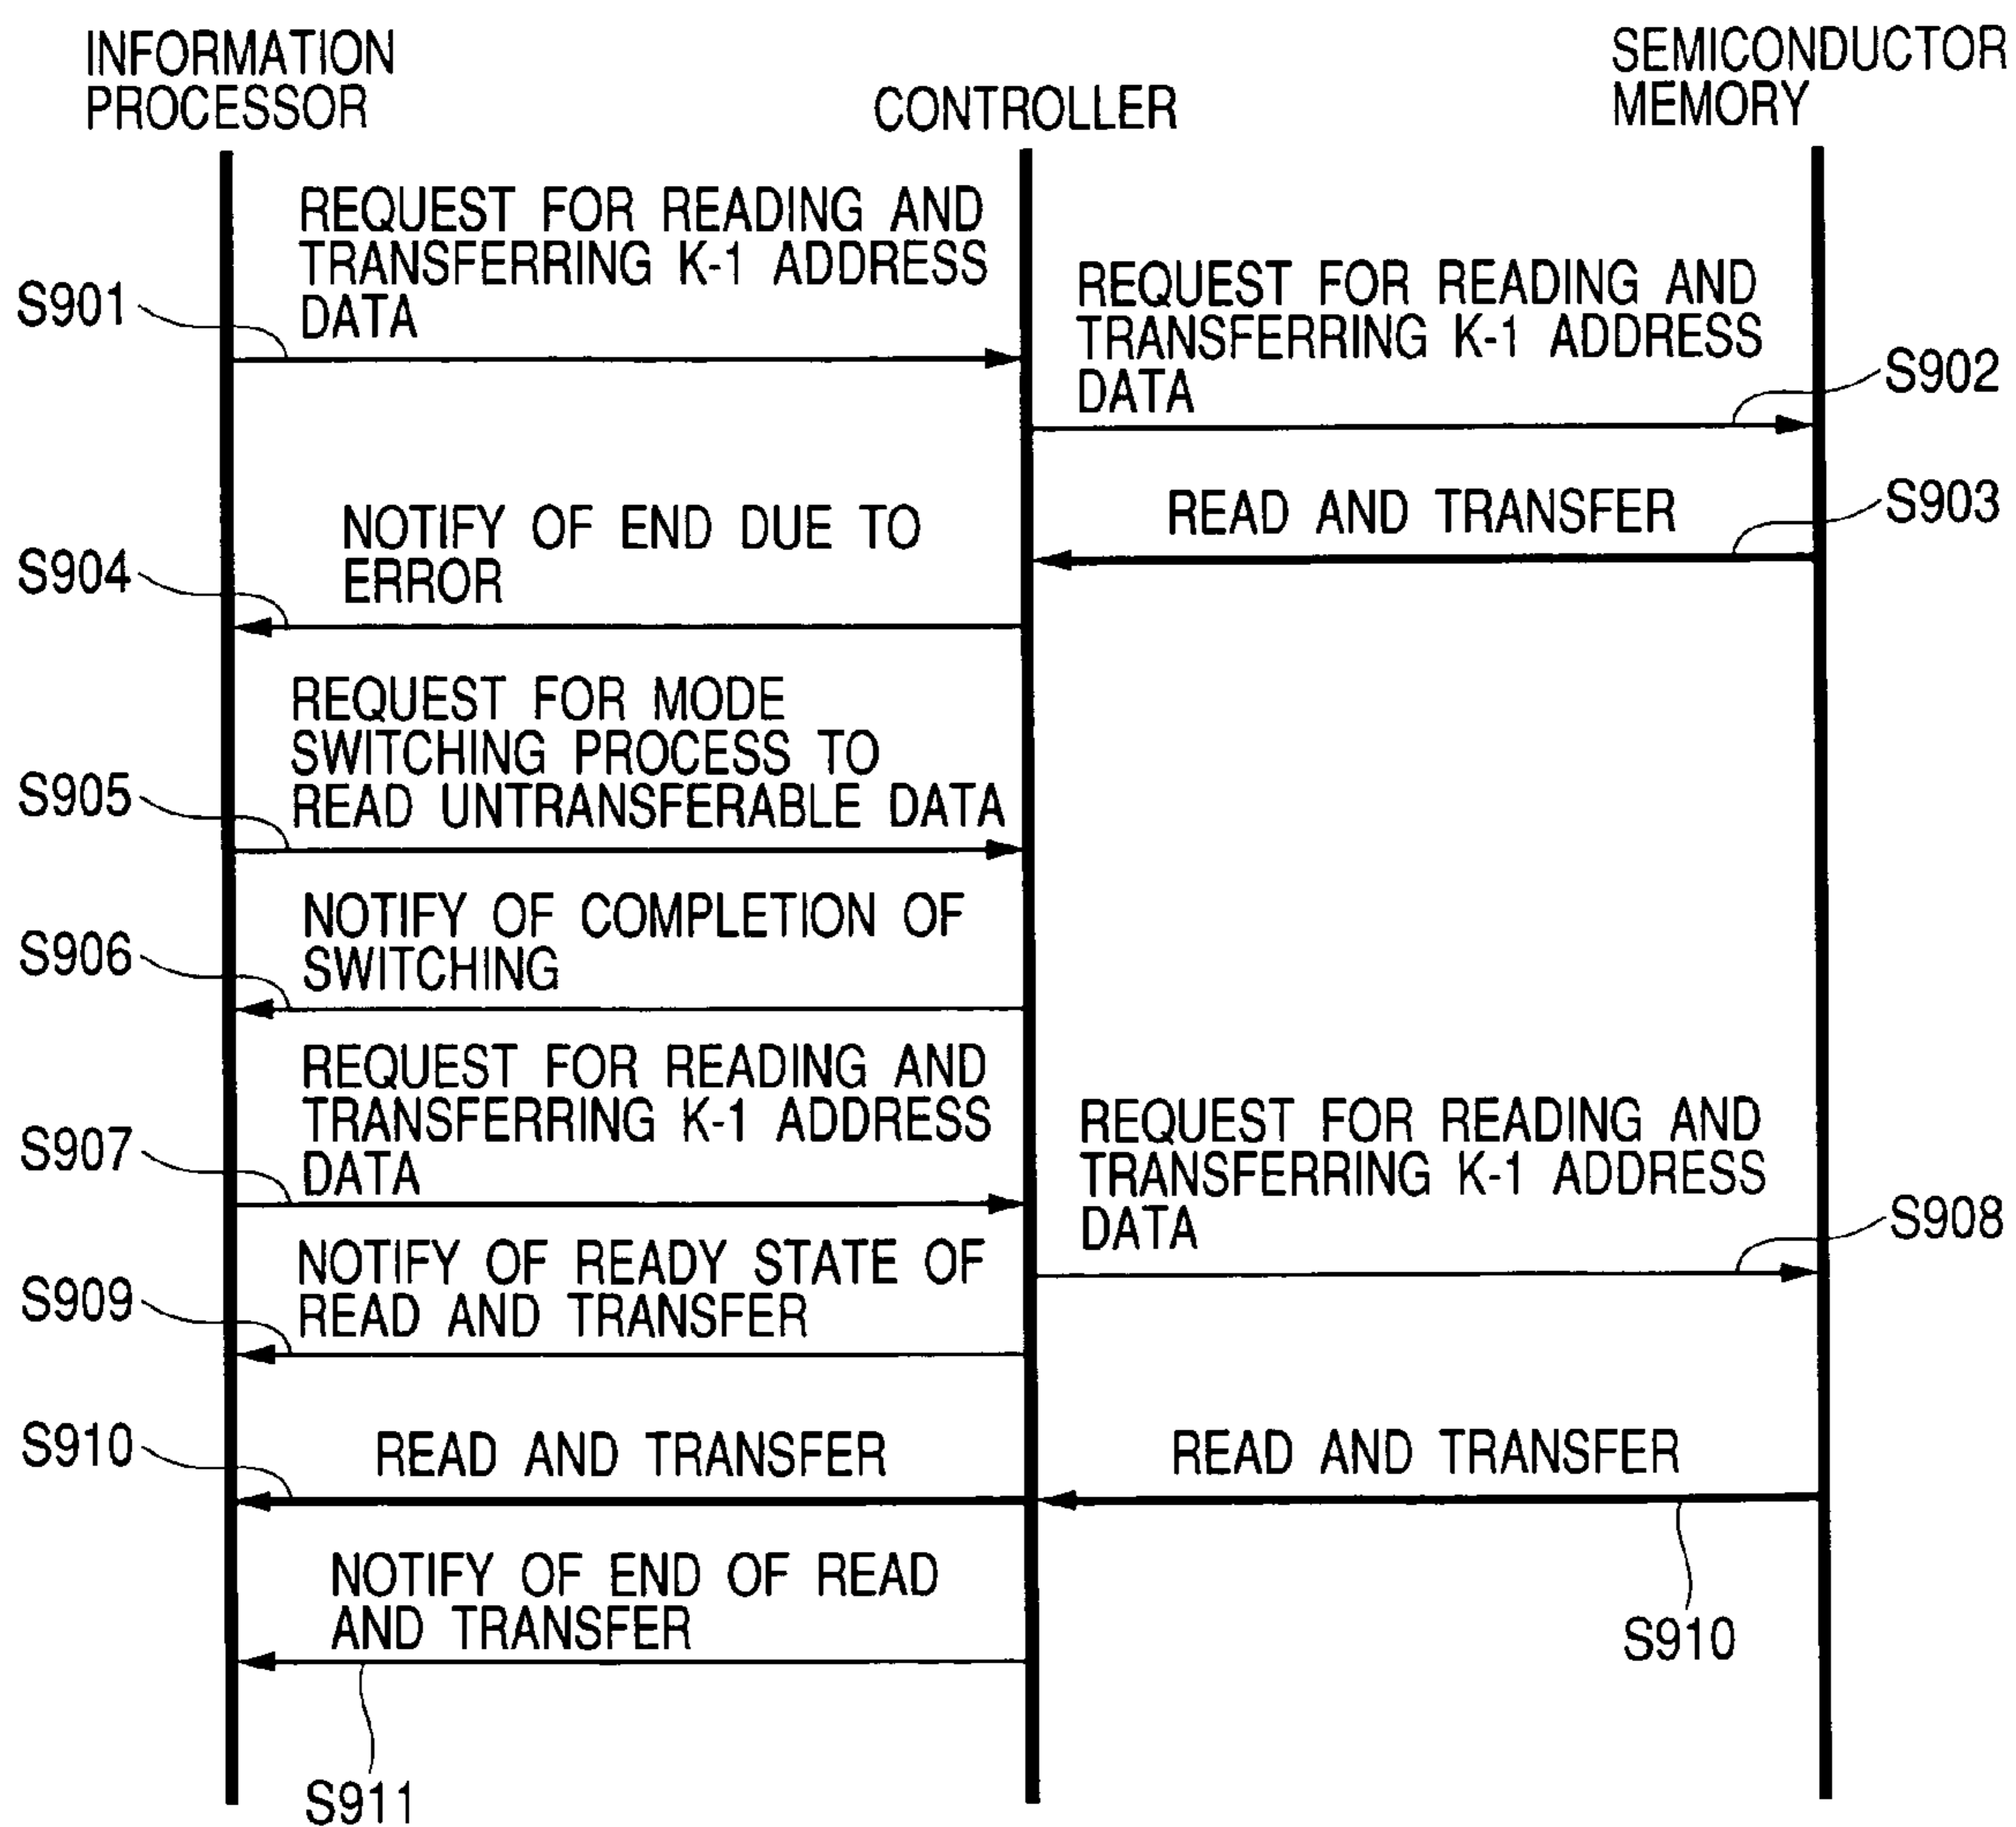 INFORMATION
PROCESSOR
CONTROLLER
SEMICONDUCTOR
MEMORY
REQUEST FOR READING AND
TRANSFERRING K-1 ADDRESS
DATA
S901
REQUEST FOR READING AND
TRANSFERRING K-1 ADDRESS
DATA
S902
READ AND TRANSFER
S903
NOTIFY OF END DUE TO
ERROR
S904
REQUEST FOR MODE
SWITCHING PROCESS TO
READ UNTRANSFERABLE DATA
S905
NOTIFY OF COMPLETION OF
SWITCHING
S906
REQUEST FOR READING AND
TRANSFERRING K-1 ADDRESS
DATA
S907
REQUEST FOR READING AND
TRANSFERRING K-1 ADDRESS
DATA
S908
NOTIFY OF READY STATE OF
READ AND TRANSFER
S909
READ AND TRANSFER
S910
READ AND TRANSFER
S910
NOTIFY OF END OF READ
AND TRANSFER
S911